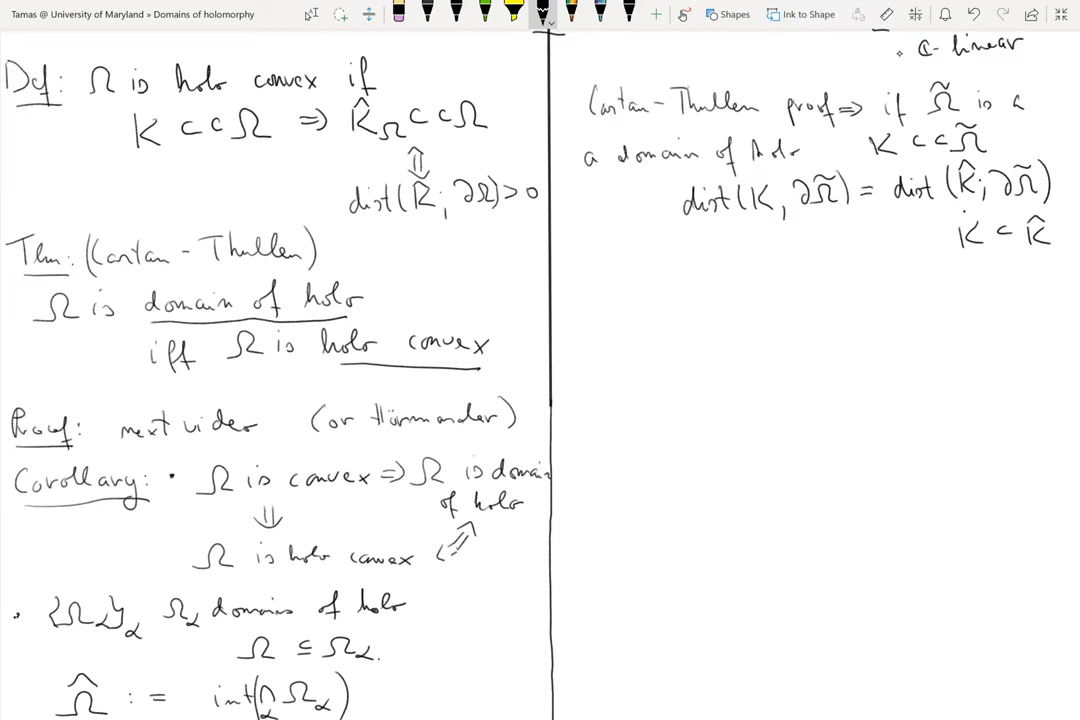 Tamas @ University of Maryland » Domains of holomorphy
Shapes
Ink to Shape
Def: Ω is holo convex if
K ⊂⊂ Ω ⇒ K̂_Ω ⊂⊂ Ω
⇕
dist(K̂; ∂Ω) > 0
Thm: (Cartan - Thullen)
Ω is domain of holo
iff Ω is holo convex
Proof: next video (or Hörmander)
Corollary: • Ω is convex ⇒ Ω is domain
of holo
⇓
Ω is holo convex
• {Ω_α}_α Ω_α domains of holo
Ω ⊆ Ω_α.
Ω̂ := int(∩_α Ω_α)
• ℂ-linear
Cartan-Thullen proof ⇒ if Ω̃ is a
a domain of holo K ⊂⊂ Ω̃
dist(K, ∂Ω̃) = dist(K̂; ∂Ω̃)
K ⊂ K̂